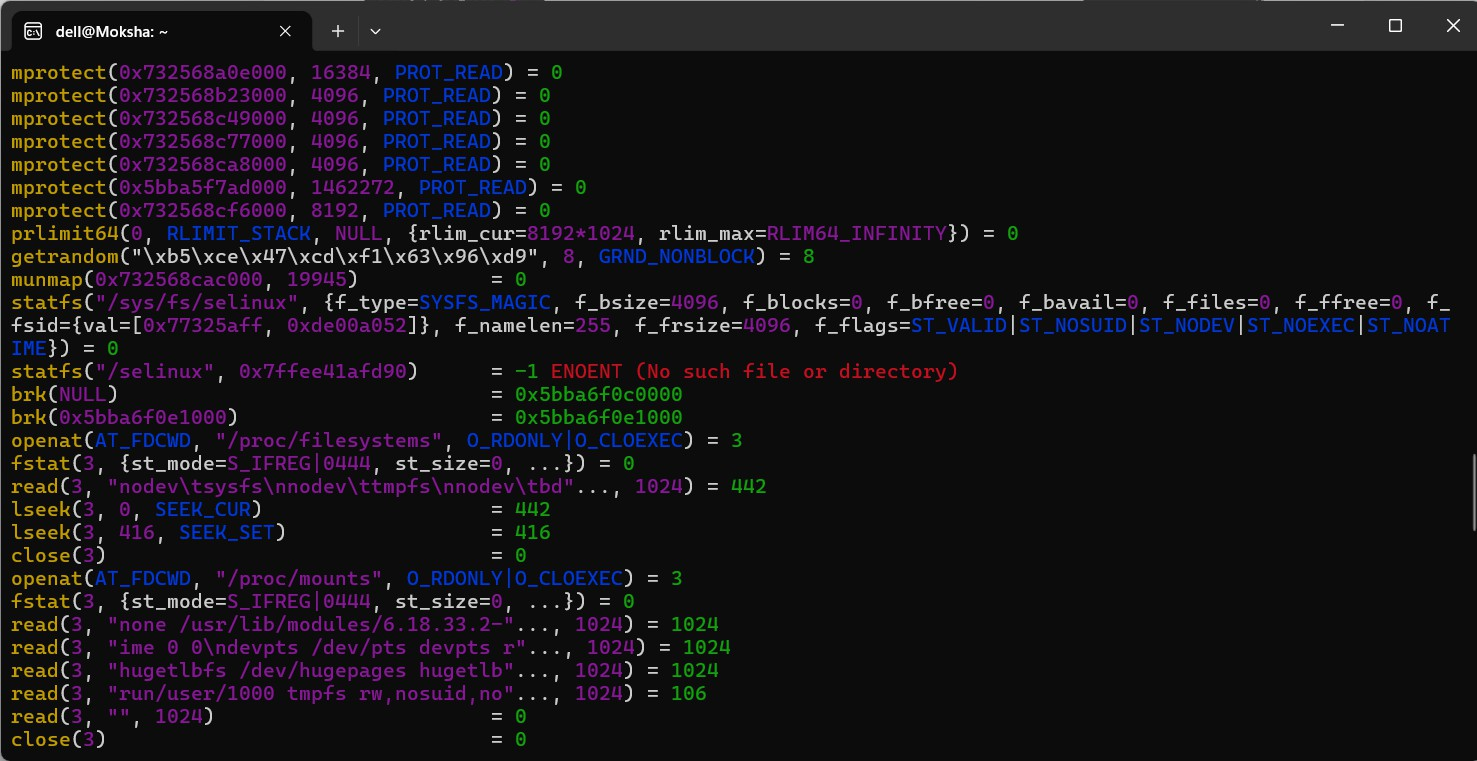 dell@Moksha: ~
mprotect(0x732568a0e000, 16384, PROT_READ) = 0
mprotect(0x732568b23000, 4096, PROT_READ) = 0
mprotect(0x732568c49000, 4096, PROT_READ) = 0
mprotect(0x732568c77000, 4096, PROT_READ) = 0
mprotect(0x732568ca8000, 4096, PROT_READ) = 0
mprotect(0x5bba5f7ad000, 1462272, PROT_READ) = 0
mprotect(0x732568cf6000, 8192, PROT_READ) = 0
prlimit64(0, RLIMIT_STACK, NULL, {rlim_cur=8192*1024, rlim_max=RLIM64_INFINITY}) = 0
getrandom("\xb5\xce\x47\xcd\xf1\x63\x96\xd9", 8, GRND_NONBLOCK) = 8
munmap(0x732568cac000, 19945)           = 0
statfs("/sys/fs/selinux", {f_type=SYSFS_MAGIC, f_bsize=4096, f_blocks=0, f_bfree=0, f_bavail=0, f_files=0, f_ffree=0, f_
fsid={val=[0x77325aff, 0xde00a052]}, f_namelen=255, f_frsize=4096, f_flags=ST_VALID|ST_NOSUID|ST_NODEV|ST_NOEXEC|ST_NOAT
IME}) = 0
statfs("/selinux", 0x7ffee41afd90)      = -1 ENOENT (No such file or directory)
brk(NULL)                               = 0x5bba6f0c0000
brk(0x5bba6f0e1000)                     = 0x5bba6f0e1000
openat(AT_FDCWD, "/proc/filesystems", O_RDONLY|O_CLOEXEC) = 3
fstat(3, {st_mode=S_IFREG|0444, st_size=0, ...}) = 0
read(3, "nodev\tsysfs\nnodev\ttmpfs\nnodev\tbd"..., 1024) = 442
lseek(3, 0, SEEK_CUR)                   = 442
lseek(3, 416, SEEK_SET)                 = 416
close(3)                                = 0
openat(AT_FDCWD, "/proc/mounts", O_RDONLY|O_CLOEXEC) = 3
fstat(3, {st_mode=S_IFREG|0444, st_size=0, ...}) = 0
read(3, "none /usr/lib/modules/6.18.33.2-"..., 1024) = 1024
read(3, "ime 0 0\ndevpts /dev/pts devpts r"..., 1024) = 1024
read(3, "hugetlbfs /dev/hugepages hugetlb"..., 1024) = 1024
read(3, "run/user/1000 tmpfs rw,nosuid,no"..., 1024) = 106
read(3, "", 1024)                       = 0
close(3)                                = 0